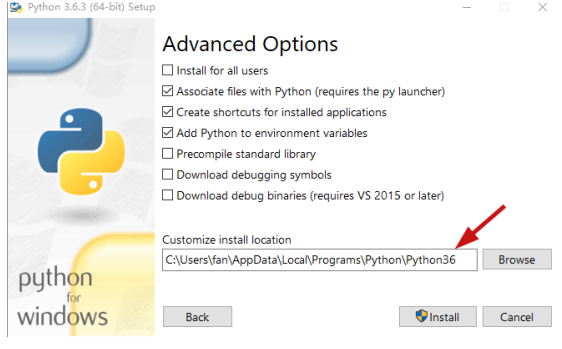 Python 3.6.3 (64-bit) Setup
Advanced Options
Install for all users
Associate files with Python (requires the py launcher)
Create shortcuts for installed applications
Add Python to environment variables
Precompile standard library
Download debugging symbols
Download debug binaries (requires VS 2015 or later)
Customize install location
C:\Users\fan\AppData\Local\Programs\Python\Python36
Browse
python
for
windows
Back
Install
Cancel